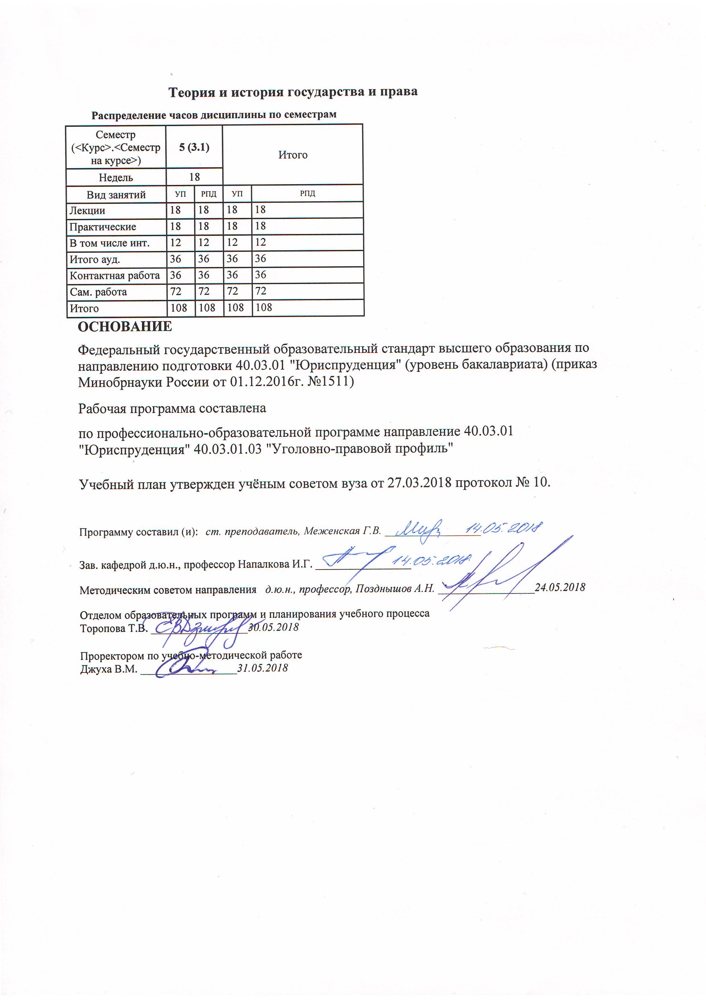 Теория и история государства и права
Распределение часов дисциплины по семестрам
Семестр
(<Курс>.<Семестр
на курсе>)
5 (3.1)
Итого
Недель 18
Вид занятий УП РПД УП РПД
Лекции 18 18 18 18
Практические 18 18 18 18
В том числе инт. 12 12 12 12
Итого ауд. 36 36 36 36
Контактная работа 36 36 36 36
Сам. работа 72 72 72 72
Итого 108 108 108 108
ОСНОВАНИЕ
Федеральный государственный образовательный стандарт высшего образования по
направлению подготовки 40.03.01 "Юриспруденция" (уровень бакалавриата) (приказ
Минобрнауки России от 01.12.2016г. №1511)
Рабочая программа составлена
по профессионально-образовательной программе направление 40.03.01
"Юриспруденция" 40.03.01.03 "Уголовно-правовой профиль"
Учебный план утвержден учёным советом вуза от 27.03.2018 протокол № 10.
Программу составил (и): ст. преподаватель, Меженская Г.В. 14.05.2018
Зав. кафедрой д.ю.н., профессор Напалкова И.Г. 14.05.2018.
Методическим советом направления д.ю.н., профессор, Позднышов А.Н. 24.05.2018
Отделом образовательных программ и планирования учебного процесса
Торопова Т.В. 30.05.2018
Проректором по учебно-методической работе
Джуха В.М. 31.05.2018